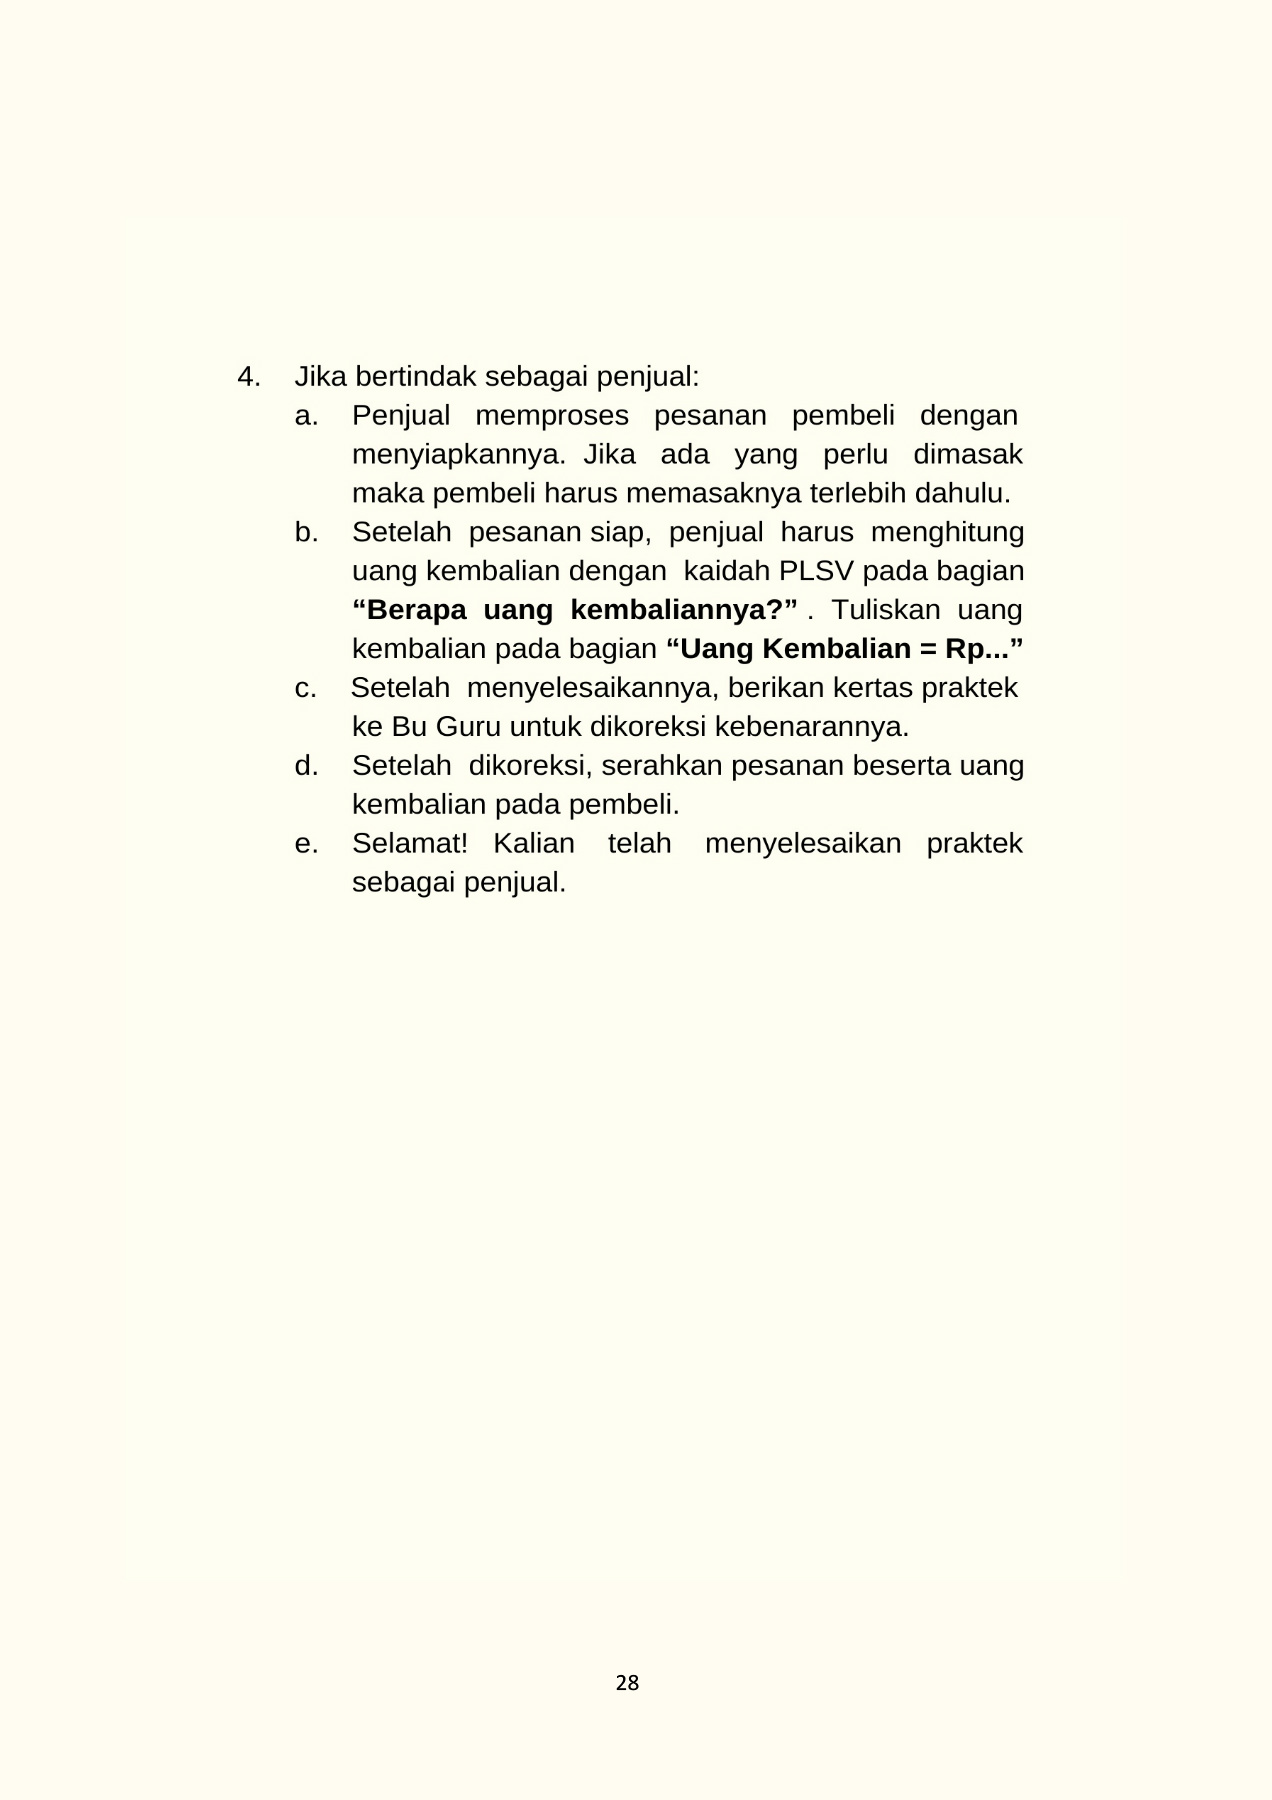 4. Jika bertindak sebagai penjual:
a. Penjual memproses pesanan pembeli dengan
menyiapkannya. Jika ada yang perlu dimasak
maka pembeli harus memasaknya terlebih dahulu.
b. Setelah pesanan siap, penjual harus menghitung
uang kembalian dengan kaidah PLSV pada bagian
“Berapa uang kembaliannya?” . Tuliskan uang
kembalian pada bagian “Uang Kembalian = Rp...”
c. Setelah menyelesaikannya, berikan kertas praktek
ke Bu Guru untuk dikoreksi kebenarannya.
d. Setelah dikoreksi, serahkan pesanan beserta uang
kembalian pada pembeli.
e. Selamat! Kalian telah menyelesaikan praktek
sebagai penjual.
28